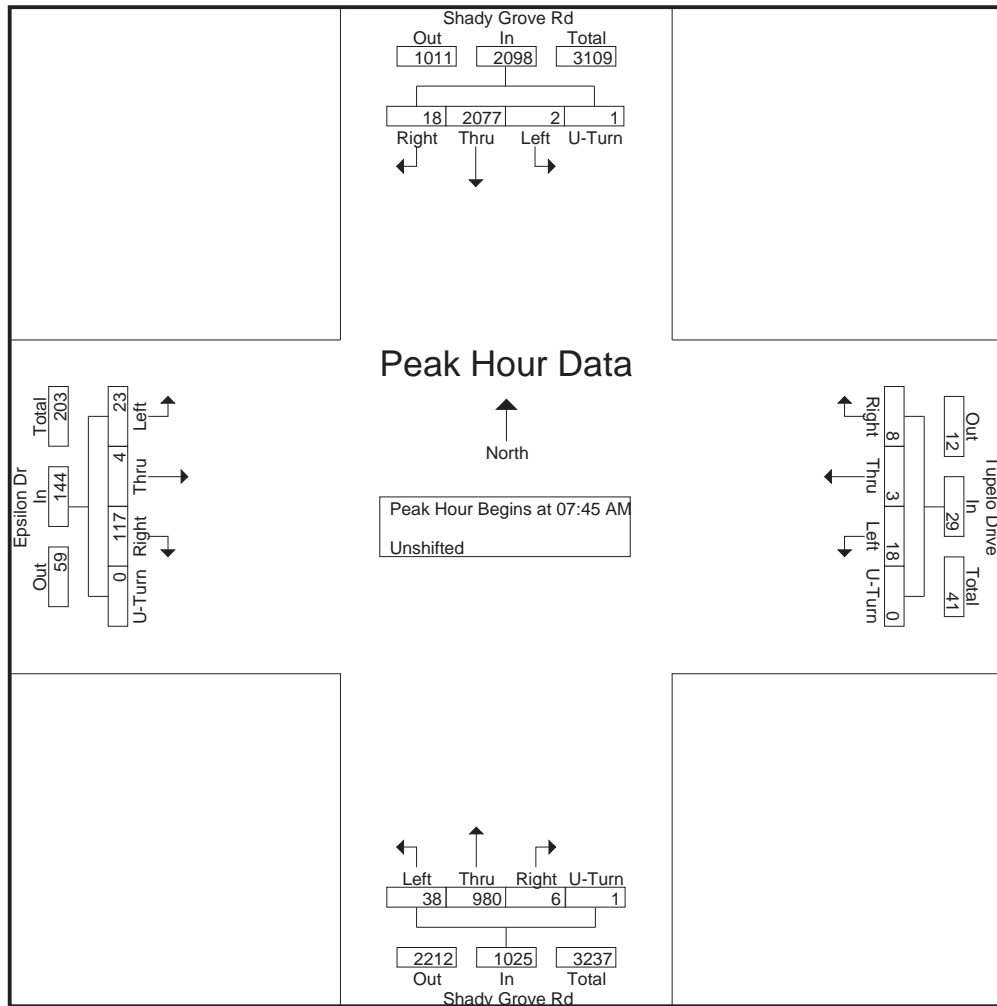 Shady Grove Rd
Out In Total
1011 2098 3109
18 2077 2 1
Right Thru Left U-Turn
Peak Hour Data
North
Peak Hour Begins at 07:45 AM
Unshifted
Epsilon Dr
Out In Total
59 144 203
0 117 4 23
U-Turn Right Thru Left
Tupelo Drive
Out In Total
12 29 41
8 3 18 0
Right Thru Left U-Turn
Left Thru Right U-Turn
38 980 6 1
2212 1025 3237
Out In Total
Shady Grove Rd